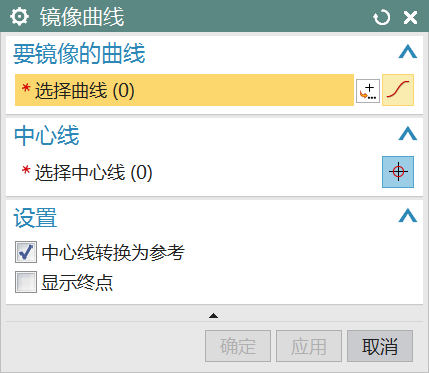 镜像曲线
要镜像的曲线
* 选择曲线 (0)
中心线
* 选择中心线 (0)
设置
中心线转换为参考
显示终点
确定 应用 取消